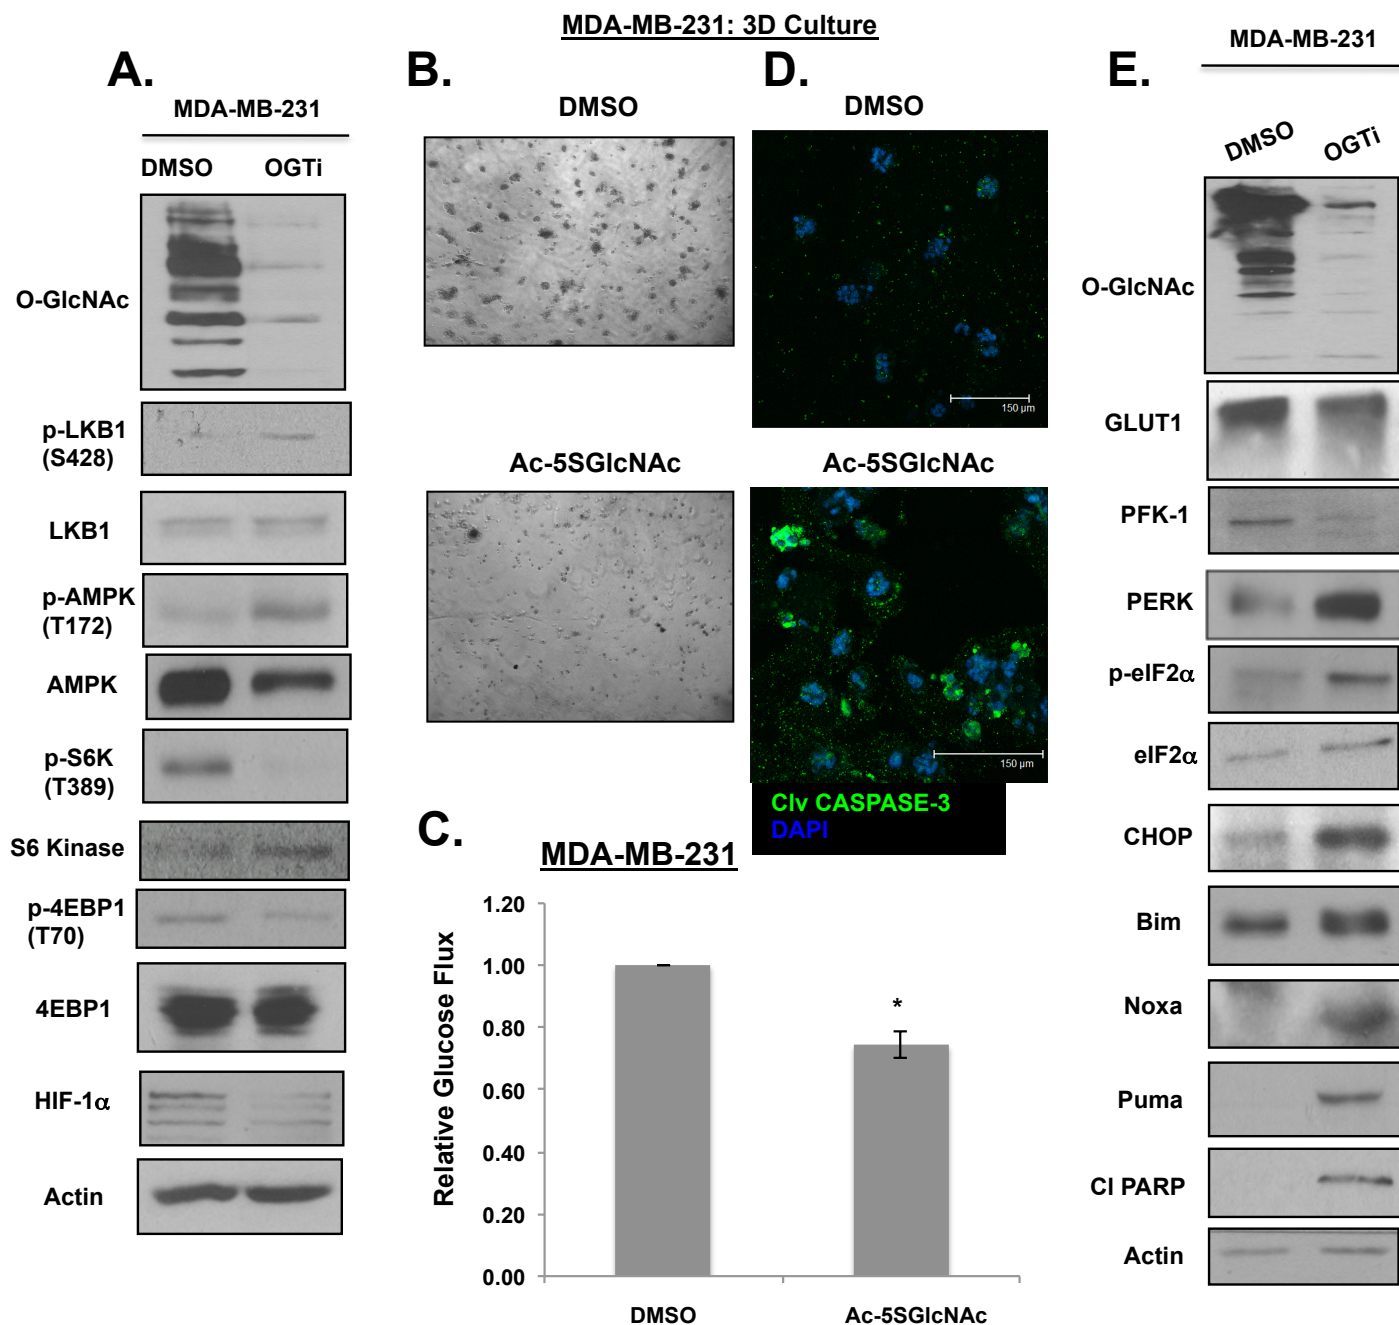 MDA-MB-231: 3D Culture
A.
MDA-MB-231
DMSO OGTi
O-GlcNAc
p-LKB1
(S428)
LKB1
p-AMPK
(T172)
AMPK
p-S6K
(T389)
S6 Kinase
p-4EBP1
(T70)
4EBP1
HIF-1α
Actin
B.
DMSO
Ac-5SGlcNAc
C.
MDA-MB-231
Relative Glucose Flux
1.20
1.00
0.80
0.60
0.40
0.20
0.00
*
DMSO Ac-5SGlcNAc
D.
DMSO
150 µm
Ac-5SGlcNAc
150 µm
Clv CASPASE-3
DAPI
E.
MDA-MB-231
DMSO OGTi
O-GlcNAc
GLUT1
PFK-1
PERK
p-eIF2α
eIF2α
CHOP
Bim
Noxa
Puma
Cl PARP
Actin